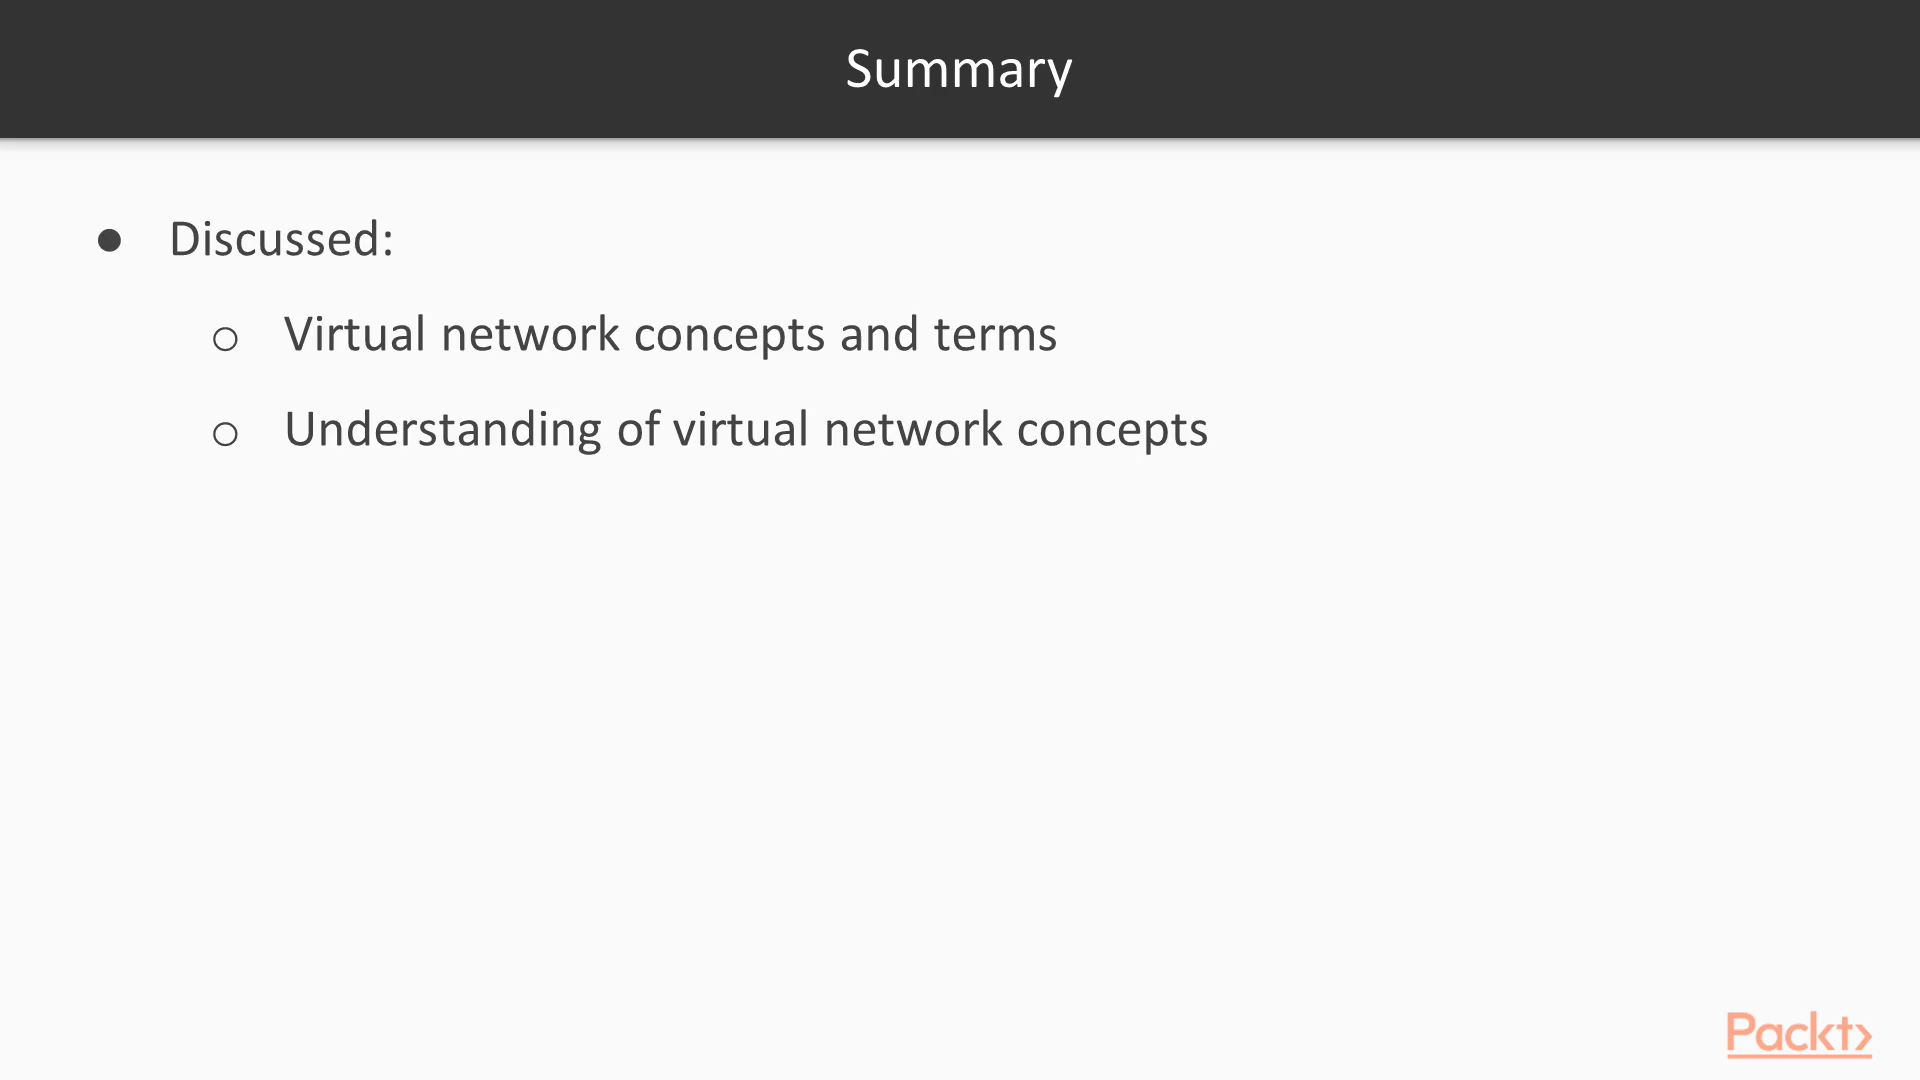 Summary
● Discussed:
○ Virtual network concepts and terms
○ Understanding of virtual network concepts
Packt>